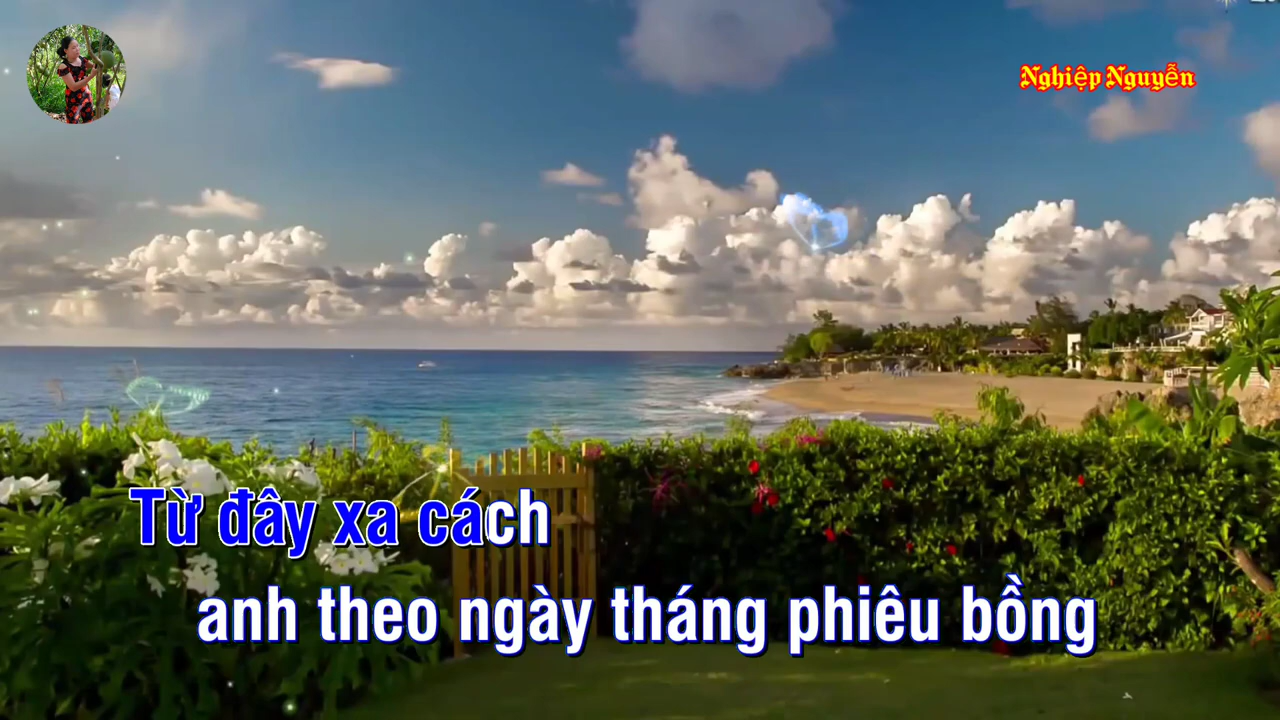 Nghiệp Nguyễn
Từ đây xa cách
anh theo ngày tháng phiêu bồng